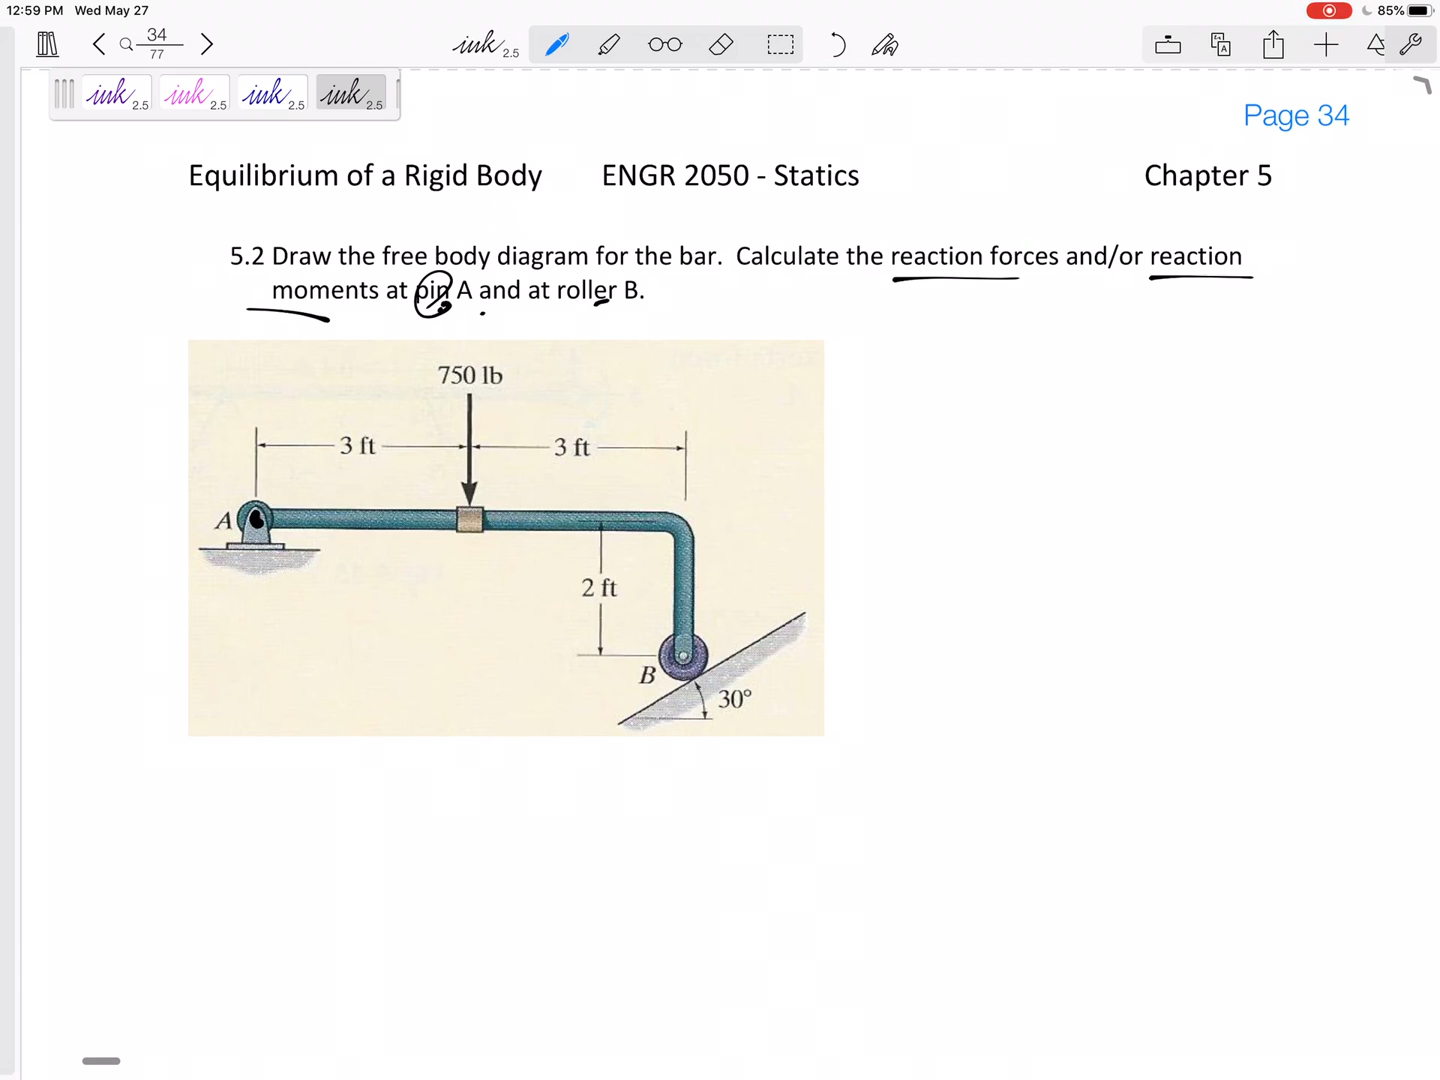 12:59 PM Wed May 27
85%
34
77
ink 2.5
ink 2.5 ink 2.5 ink 2.5 ink 2.5
Page 34
Equilibrium of a Rigid Body ENGR 2050 - Statics Chapter 5
5.2 Draw the free body diagram for the bar. Calculate the reaction forces and/or reaction
moments at pin A and at roller B.
750 lb
3 ft 3 ft
A
2 ft
B
30°